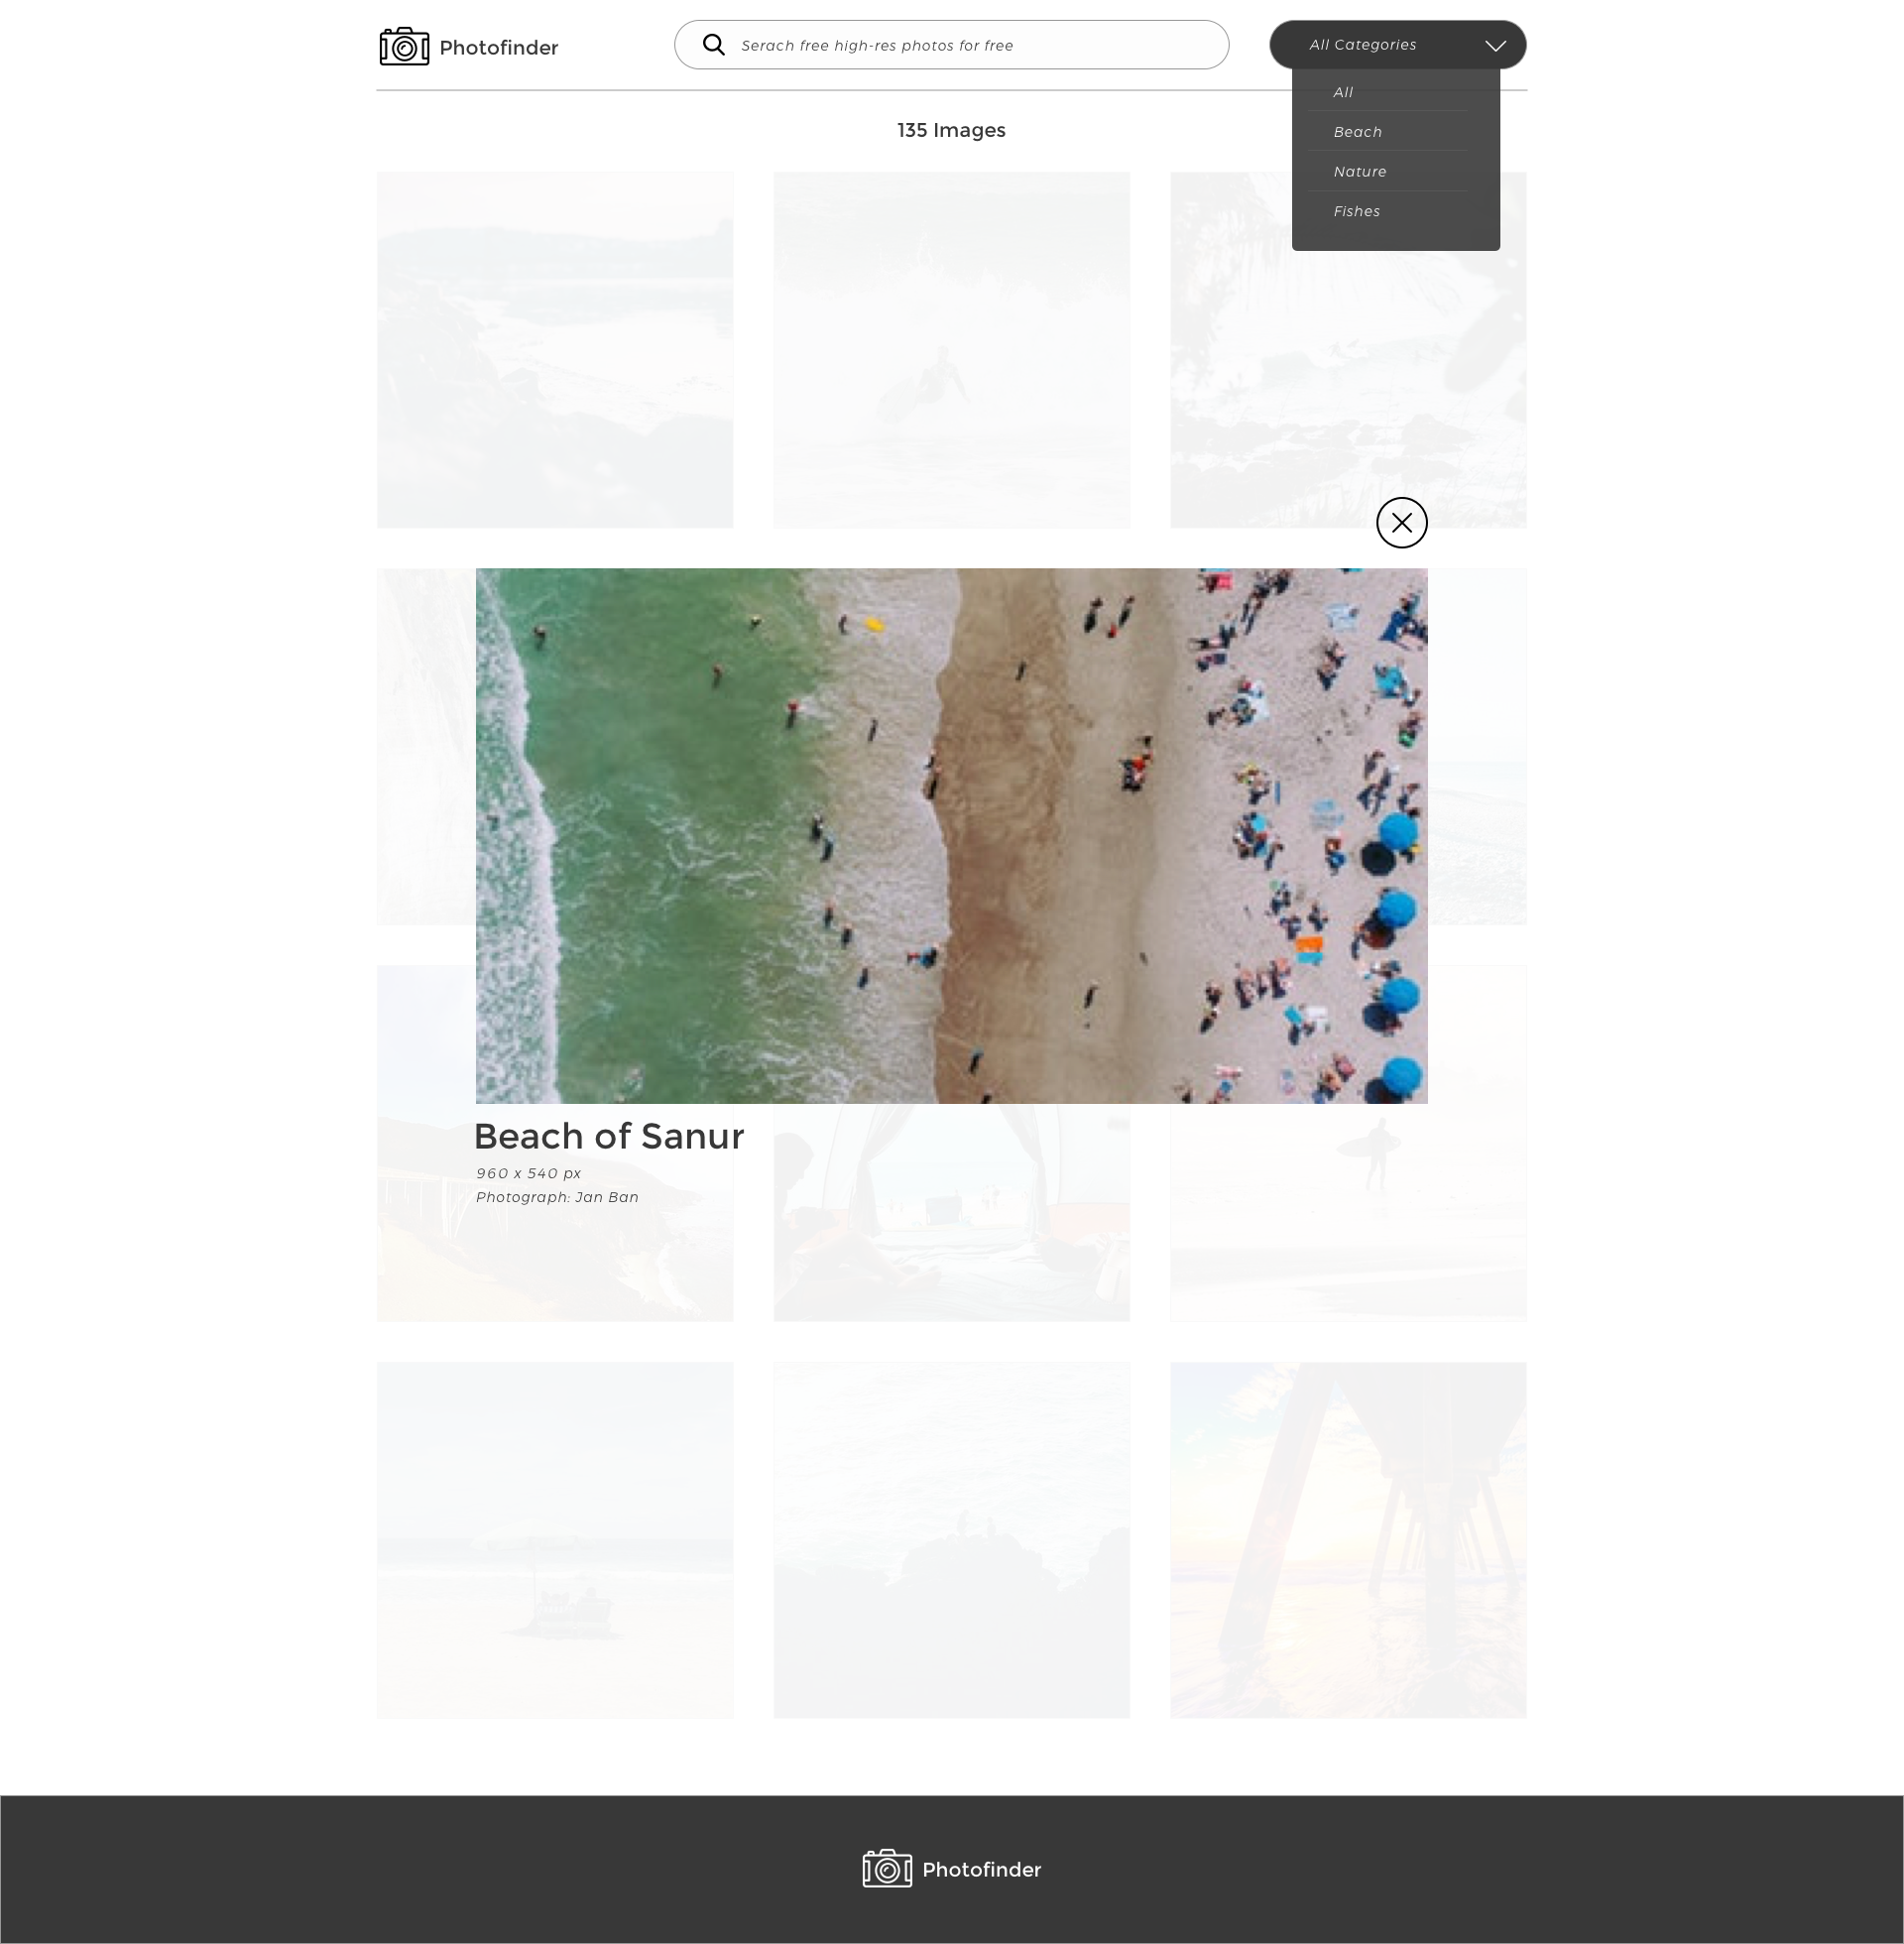 Photofinder
Serach free high-res photos for free
All Categories
All
Beach
Nature
Fishes
135 Images
Beach of Sanur
960 x 540 px
Photograph: Jan Ban
Photofinder